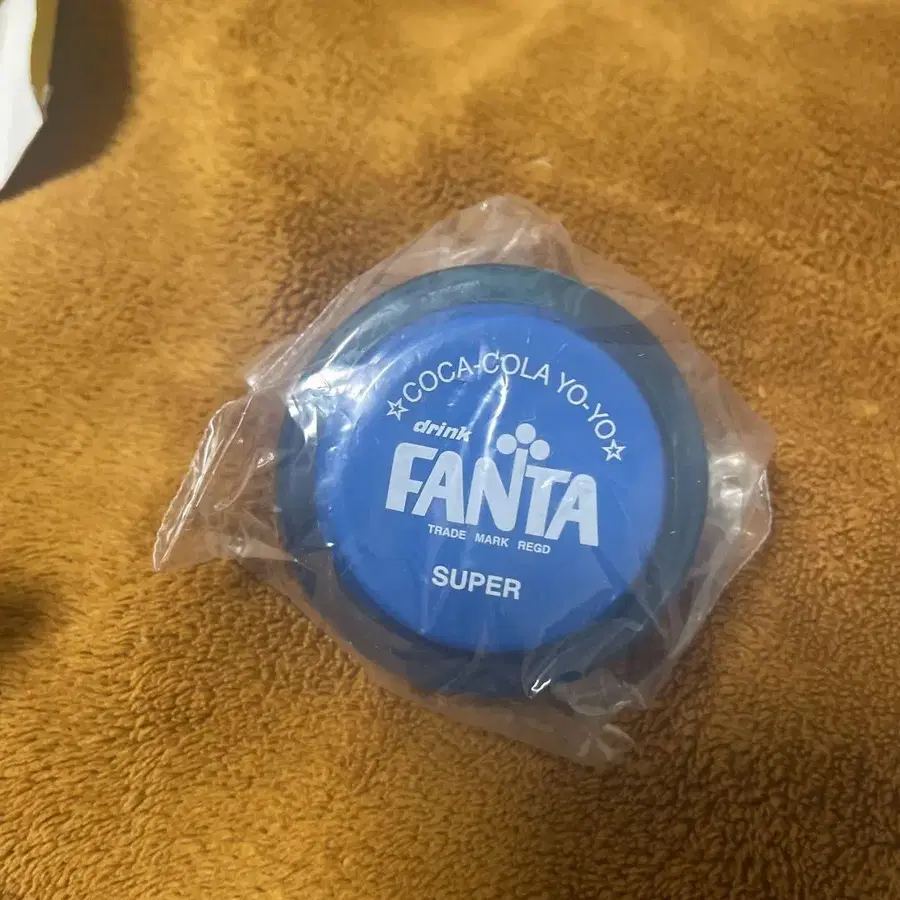 ☆COCA-COLA YO-YO☆
drink
FANTA
TRADE MARK REGD
SUPER